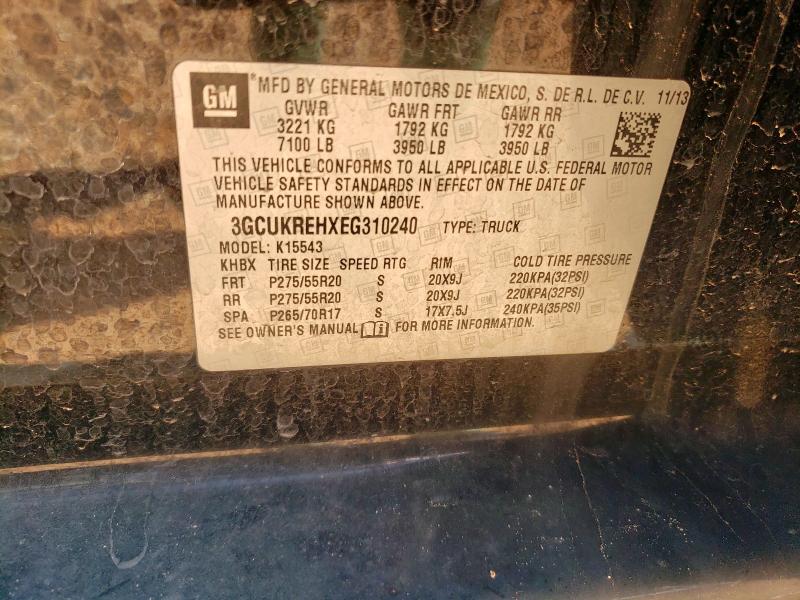 GM
*MFD BY GENERAL MOTORS DE MEXICO, S. DE R.L. DE C.V. 11/13
GVWR GAWR FRT GAWR RR
3221 KG 1792 KG 1792 KG
7100 LB 3950 LB 3950 LB
THIS VEHICLE CONFORMS TO ALL APPLICABLE U.S. FEDERAL MOTOR
VEHICLE SAFETY STANDARDS IN EFFECT ON THE DATE OF
MANUFACTURE SHOWN ABOVE.
3GCUKREHXEG310240 TYPE: TRUCK
MODEL: K15543
KHBX TIRE SIZE SPEED RTG RIM COLD TIRE PRESSURE
FRT P275/55R20 S 20X9J 220KPA(32PSI)
RR P275/55R20 S 20X9J 220KPA(32PSI)
SPA P265/70R17 S 17X7.5J 240KPA(35PSI)
SEE OWNER'S MANUAL FOR MORE INFORMATION.